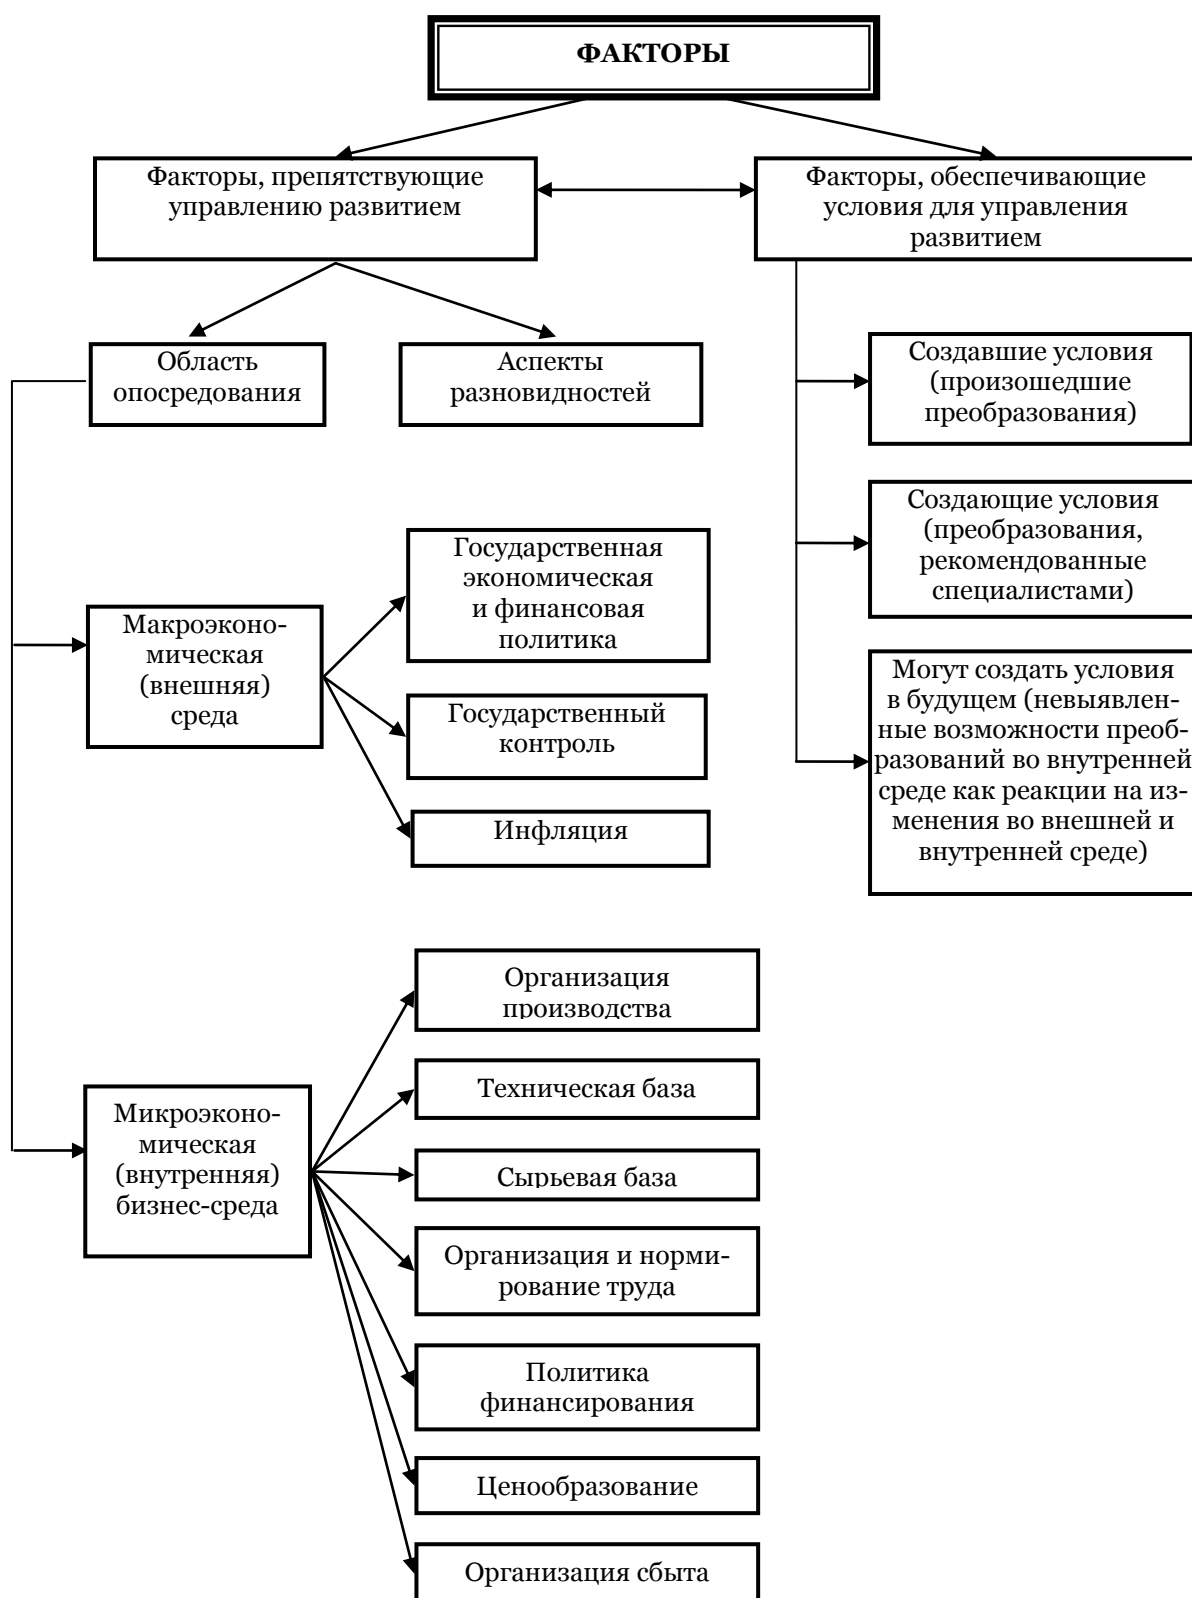 ФАКТОРЫ
Факторы, препятствующие
управлению развитием
Факторы, обеспечивающие
условия для управления
развитием
Область
опосредования
Аспекты
разновидностей
Создавшие условия
(произошедшие
преобразования)
Создающие условия
(преобразования,
рекомендованные
специалистами)
Могут создать условия
в будущем (невыявлен-
ные возможности преоб-
разований во внутренней
среде как реакции на из-
менения во внешней и
внутренней среде)
Макроэконо-
мическая
(внешняя)
среда
Государственная
экономическая
и финансовая
политика
Государственный
контроль
Инфляция
Микроэконо-
мическая
(внутренняя)
бизнес-среда
Организация
производства
Техническая база
Сырьевая база
Организация и норми-
рование труда
Политика
финансирования
Ценообразование
Организация сбыта